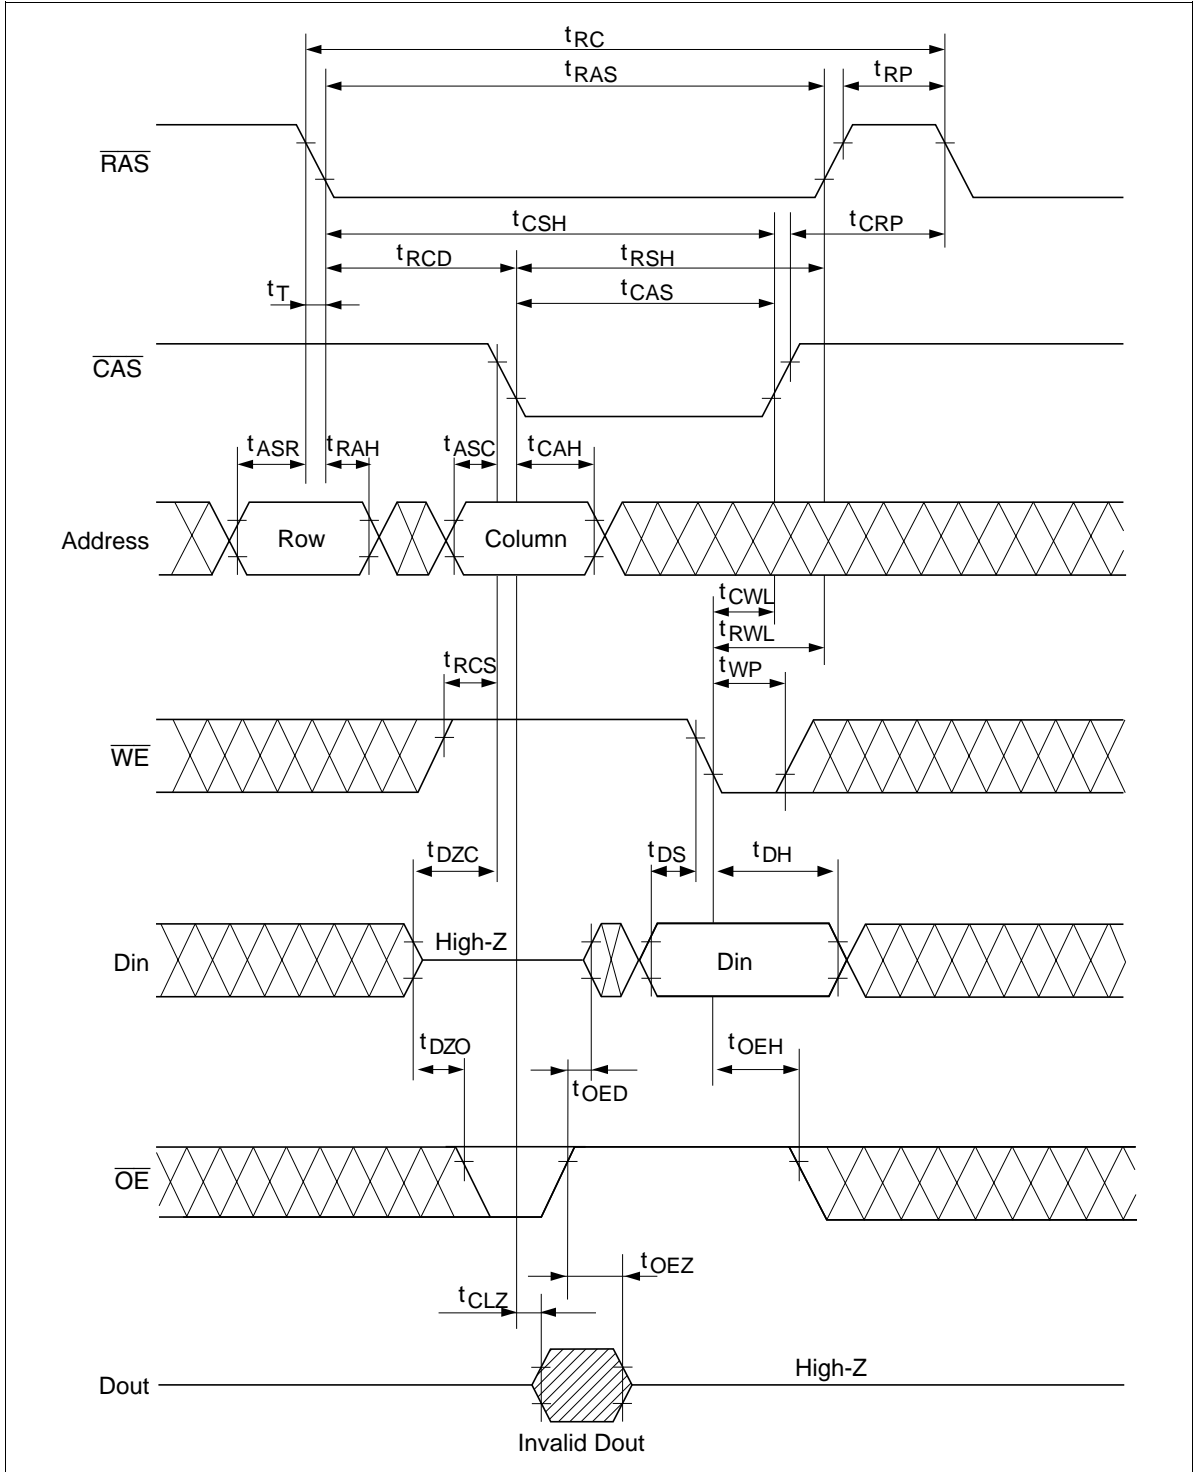 tRC
tRAS
tRP
RAS
tCSH
tCRP
tRCD
tRSH
tT
tCAS
CAS
tASR
tRAH
tASC
tCAH
Address
Row
Column
tCWL
tRWL
tRCS
tWP
WE
tDZC
tDS
tDH
High-Z
Din
Din
tDZO
tOEH
tOED
OE
tOEZ
tCLZ
High-Z
Dout
Invalid Dout